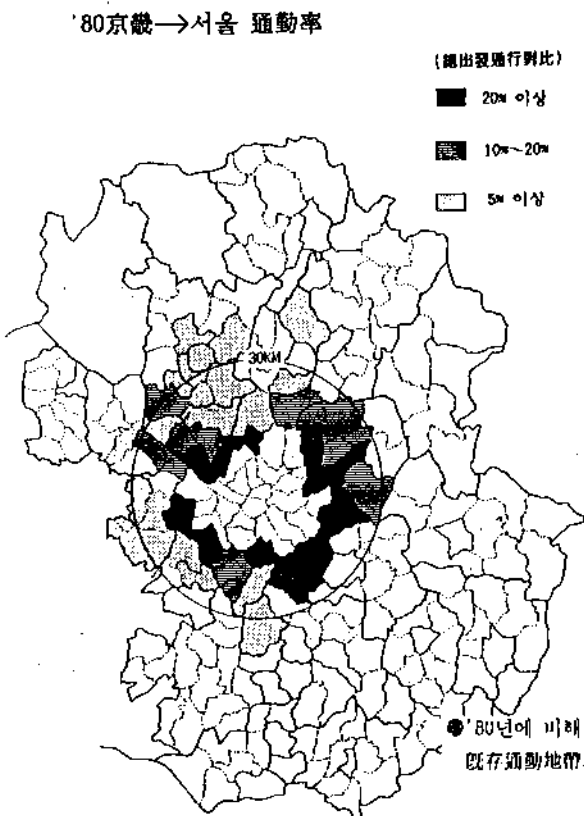 '80京畿→서울 通勤率
(總出發通行對比)
20% 이상
10%~20%
5% 이상
30KM
●'80년에 비해
既存通勤地帶